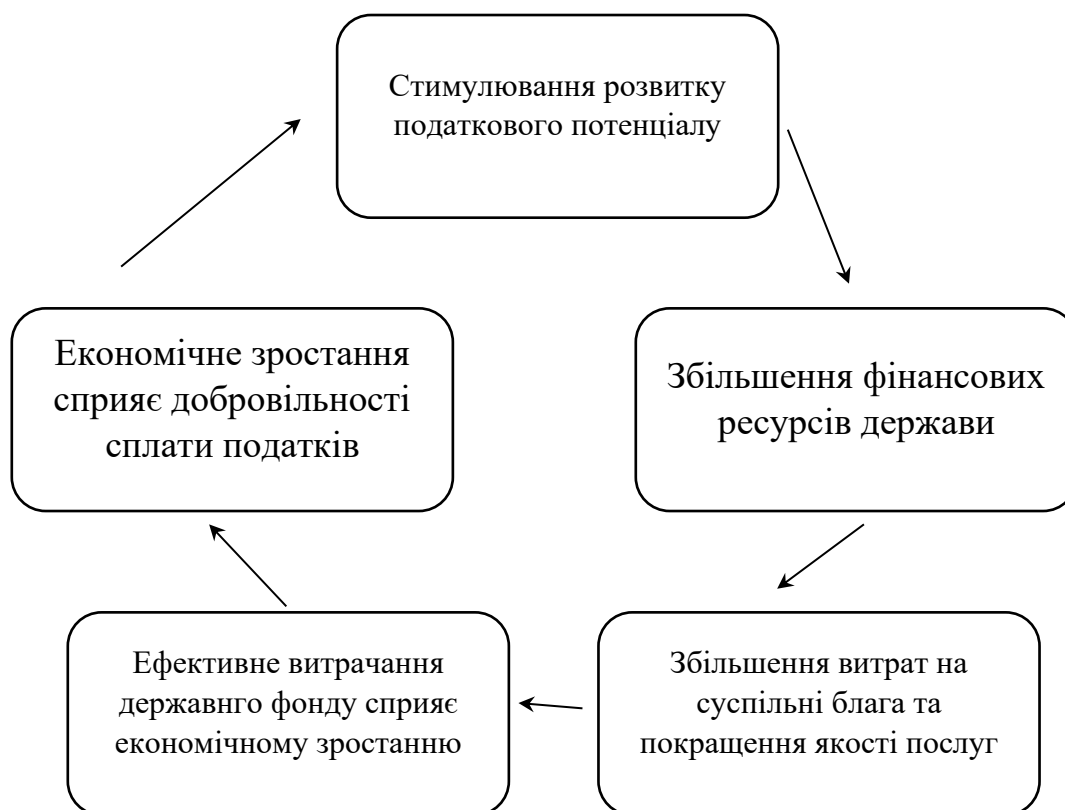 Стимулювання розвитку
податкового потенціалу
Економічне зростання
сприяє добровільності
сплати податків
Збільшення фінансових
ресурсів держави
Ефективне витрачання
державнго фонду сприяє
економічному зростанню
Збільшення витрат на
суспільні блага та
покращення якості послуг